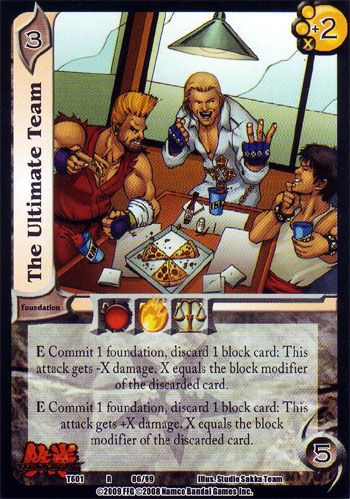 3
+2
The Ultimate Team
Foundation
E Commit 1 foundation, discard 1 block card: This
attack gets -X damage. X equals the block modifier
of the discarded card.
E Commit 1 foundation, discard 1 block card: This
attack gets +X damage. X equals the block modifier
of the discarded card.
5
T601 R 86/99 Illus. Studio Sakka Team
©2009 FFG ©2008 Namco Bandai Games Inc.